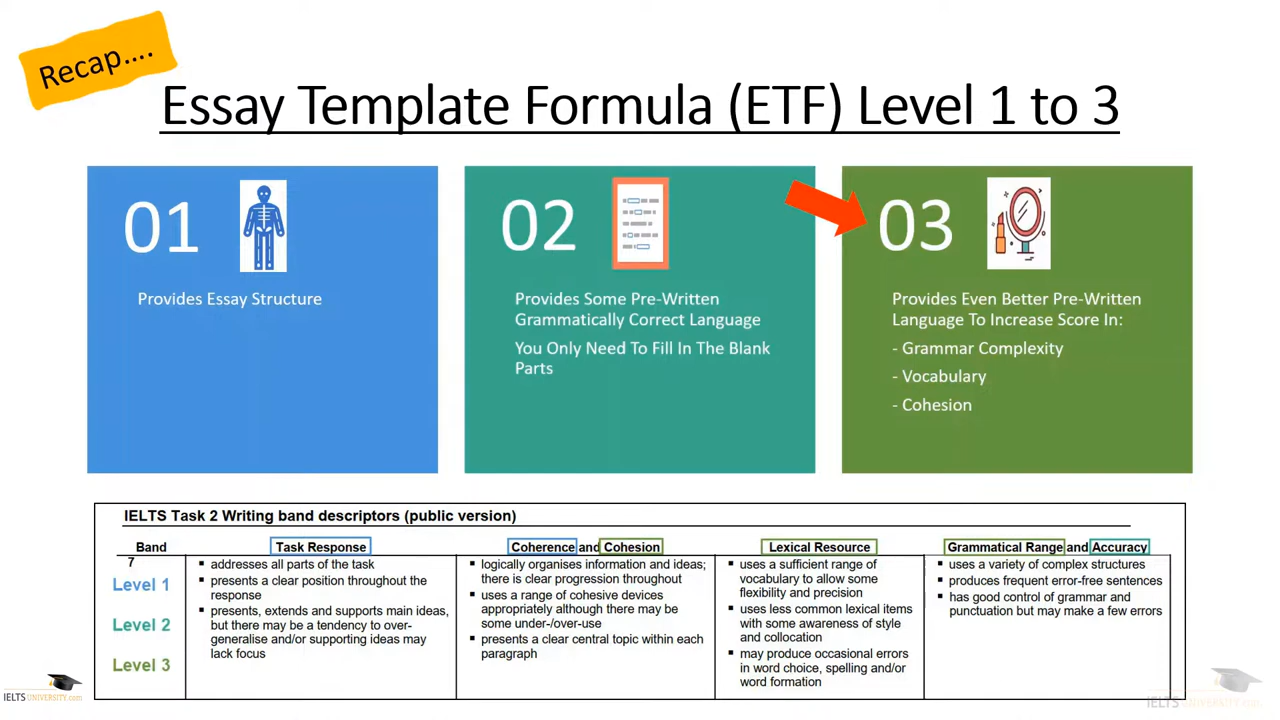 Recap....
Essay Template Formula (ETF) Level 1 to 3
01
Provides Essay Structure
02
Provides Some Pre-Written
Grammatically Correct Language
You Only Need To Fill In The Blank
Parts
03
Provides Even Better Pre-Written
Language To Increase Score In:
- Grammar Complexity
- Vocabulary
- Cohesion
IELTS Task 2 Writing band descriptors (public version)
Band
7
Level 1
Level 2
Level 3
Task Response
▪ addresses all parts of the task
▪ presents a clear position throughout the
response
▪ presents, extends and supports main ideas,
but there may be a tendency to over-
generalise and/or supporting ideas may
lack focus
Coherence and Cohesion
▪ logically organises information and ideas;
there is clear progression throughout
▪ uses a range of cohesive devices
appropriately although there may be
some under-/over-use
▪ presents a clear central topic within each
paragraph
Lexical Resource
▪ uses a sufficient range of
vocabulary to allow some
flexibility and precision
▪ uses less common lexical items
with some awareness of style
and collocation
▪ may produce occasional errors
in word choice, spelling and/or
word formation
Grammatical Range and Accuracy
▪ uses a variety of complex structures
▪ produces frequent error-free sentences
▪ has good control of grammar and
punctuation but may make a few errors
IELTS UNIVERSITY.com
IELTS UNIVERSITY.com